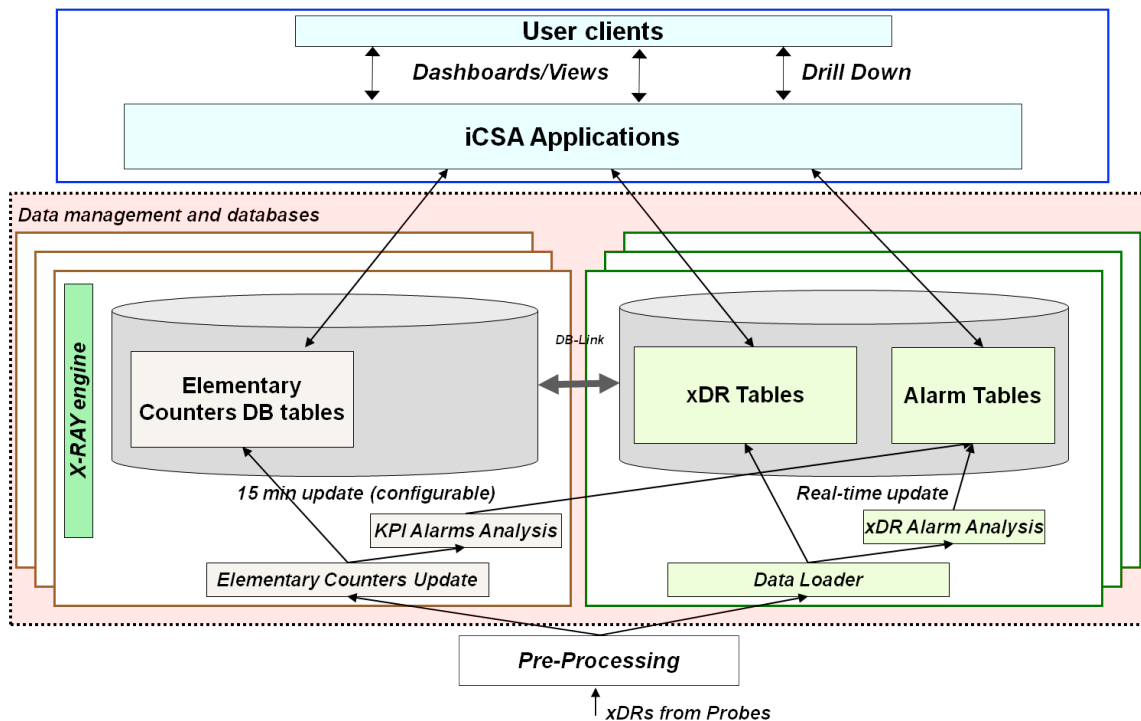 User clients
Dashboards/Views
Drill Down
iCSA Applications
Data management and databases
X-RAY engine
Elementary
Counters DB tables
DB-Link
xDR Tables
Alarm Tables
15 min update (configurable)
Real-time update
KPI Alarms Analysis
xDR Alarm Analysis
Elementary Counters Update
Data Loader
Pre-Processing
xDRs from Probes